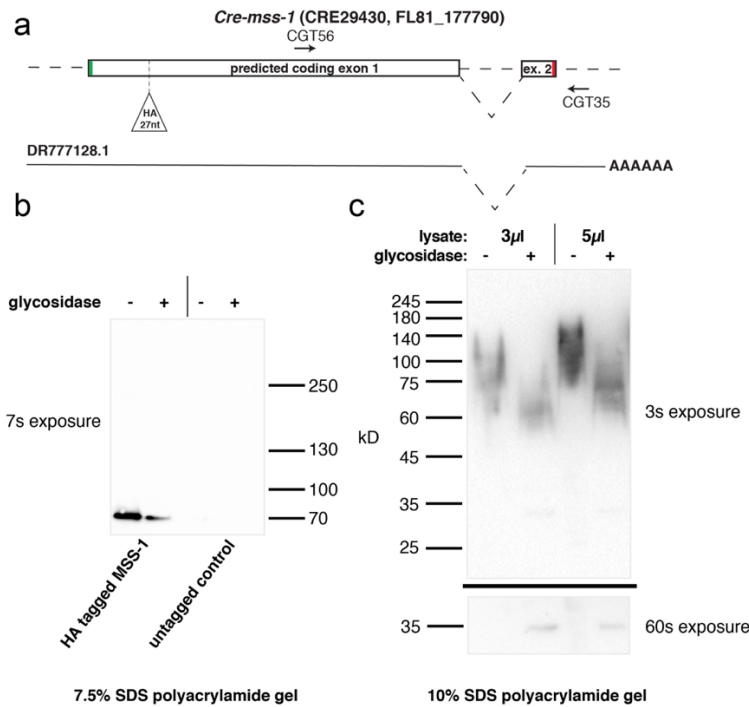 a
Cre-mss-1 (CRE29430, FL81_177790)
CGT56
predicted coding exon 1
ex. 2
CGT35
HA
27nt
DR777128.1
AAAAAA
b
glycosidase - + - +
7s exposure
250
130
100
70
HA tagged MSS-1
untagged control
7.5% SDS polyacrylamide gel
c
lysate: 3µl 5µl
glycosidase: - + - +
245
180
140
100
75
60
kD
45
35
25
3s exposure
35
60s exposure
10% SDS polyacrylamide gel